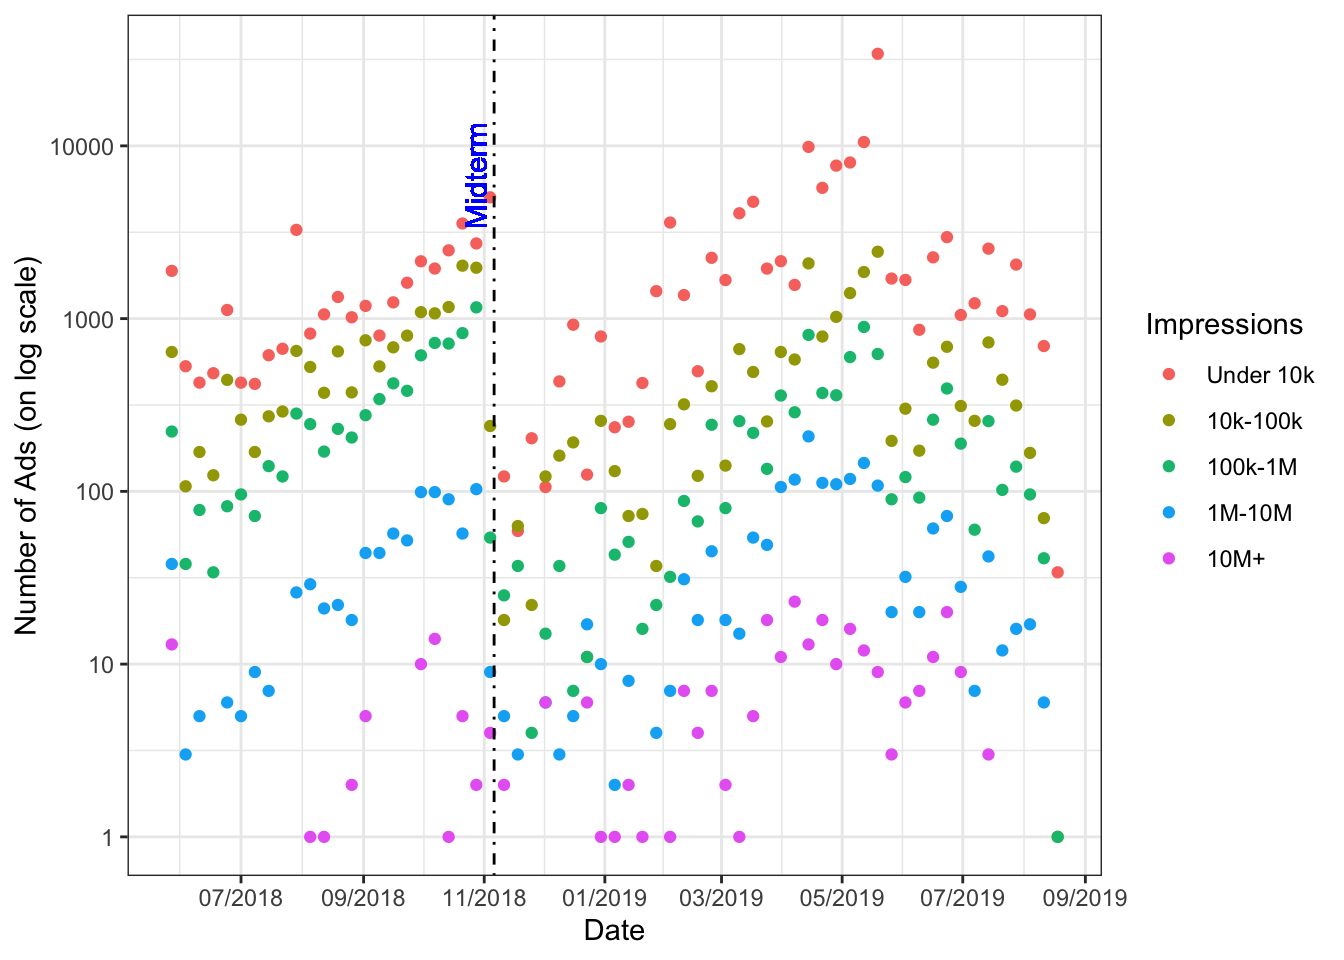 Number of Ads (on log scale)
10000
1000
100
10
1
Midterm
07/2018
09/2018
11/2018
01/2019
03/2019
05/2019
07/2019
09/2019
Date
Impressions
Under 10k
10k-100k
100k-1M
1M-10M
10M+